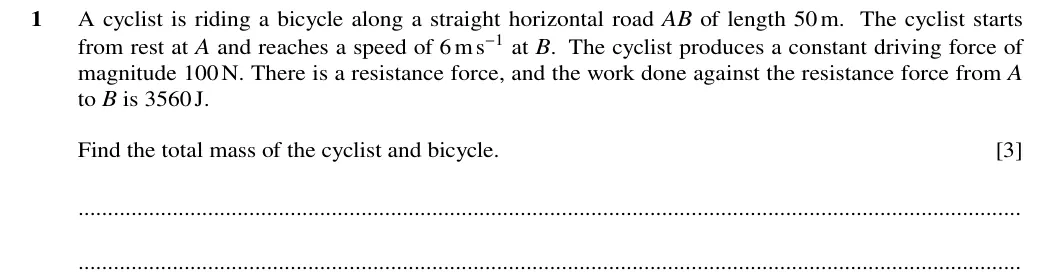 1 A cyclist is riding a bicycle along a straight horizontal road AB of length 50 m. The cyclist starts
from rest at A and reaches a speed of 6 m s⁻¹ at B. The cyclist produces a constant driving force of
magnitude 100 N. There is a resistance force, and the work done against the resistance force from A
to B is 3560 J.
Find the total mass of the cyclist and bicycle. [3]